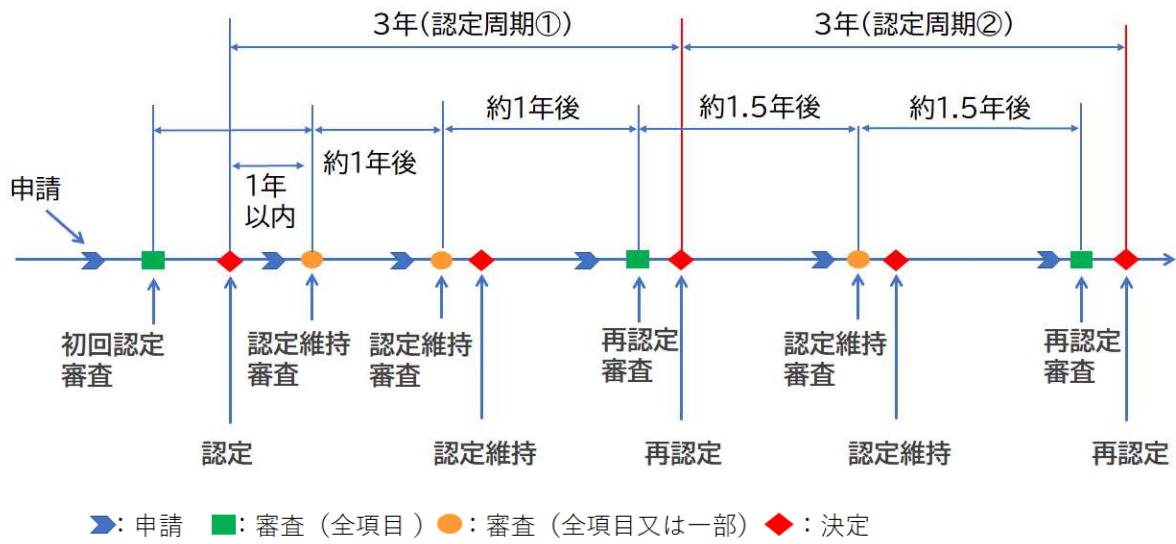 3年(認定周期①)
3年(認定周期②)
約1年後
約1.5年後
約1.5年後
約1年後
1年
以内
申請
初回認定
審査
認定維持
審査
認定維持
審査
再認定
審査
認定維持
審査
再認定
審査
認定
認定維持
再認定
認定維持
再認定
：申請 ：審査（全項目）：審査（全項目又は一部） ：決定